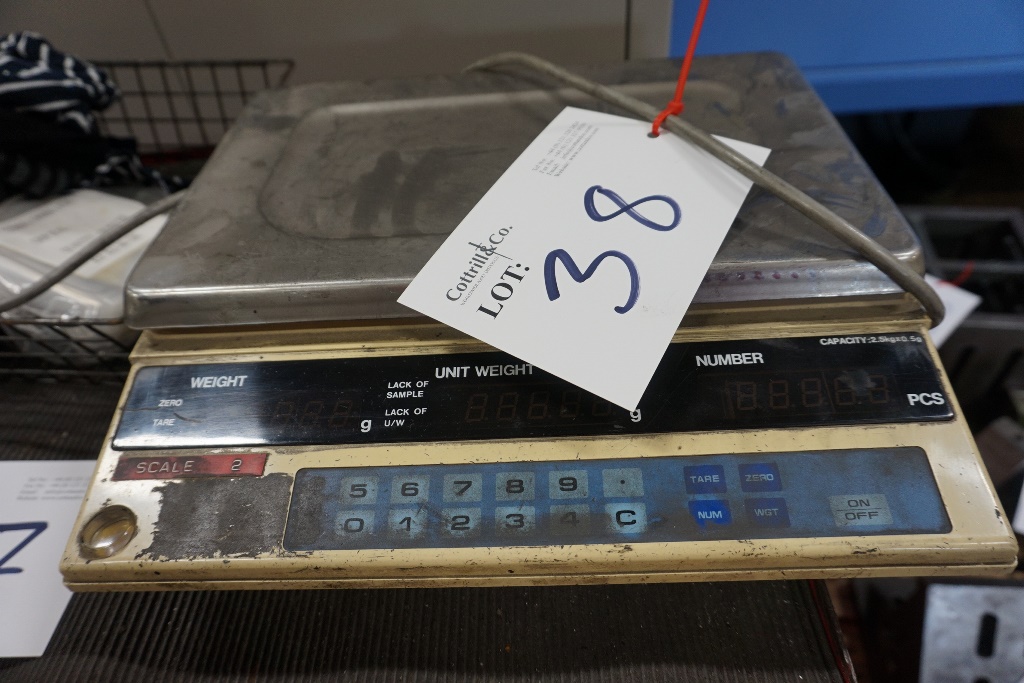 Cottrill&Co.
LOT: 38
CAPACITY:2.5kg×0.5g
WEIGHT UNIT WEIGHT NUMBER
ZERO
TARE
g
LACK OF
SAMPLE
LACK OF
U/W
g
PCS
SCALE 2
5 6 7 8 9 .
0 1 2 3 4 C
TARE ZERO
NUM WGT
ON
OFF